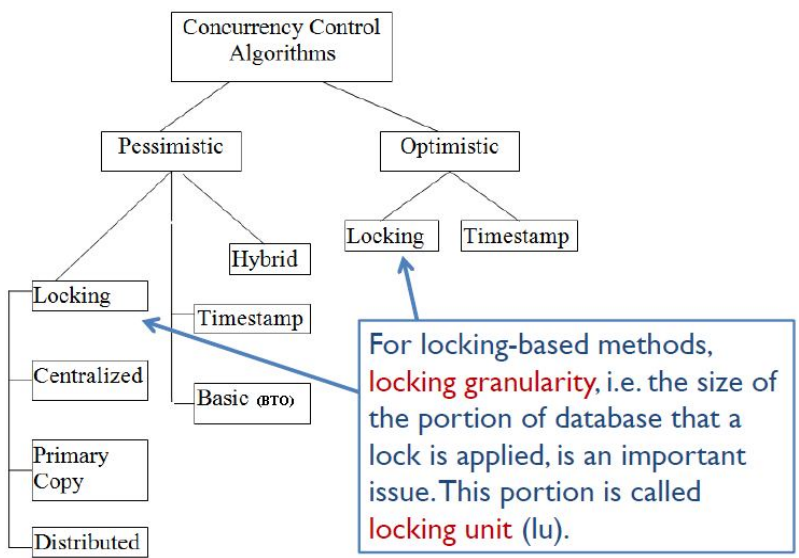 Concurrency Control
Algorithms
Pessimistic
Optimistic
Locking
Timestamp
Hybrid
Locking
Timestamp
Centralized
Basic (BTO)
Primary
Copy
Distributed
For locking-based methods,
locking granularity, i.e. the size of
the portion of database that a
lock is applied, is an important
issue. This portion is called
locking unit (lu).